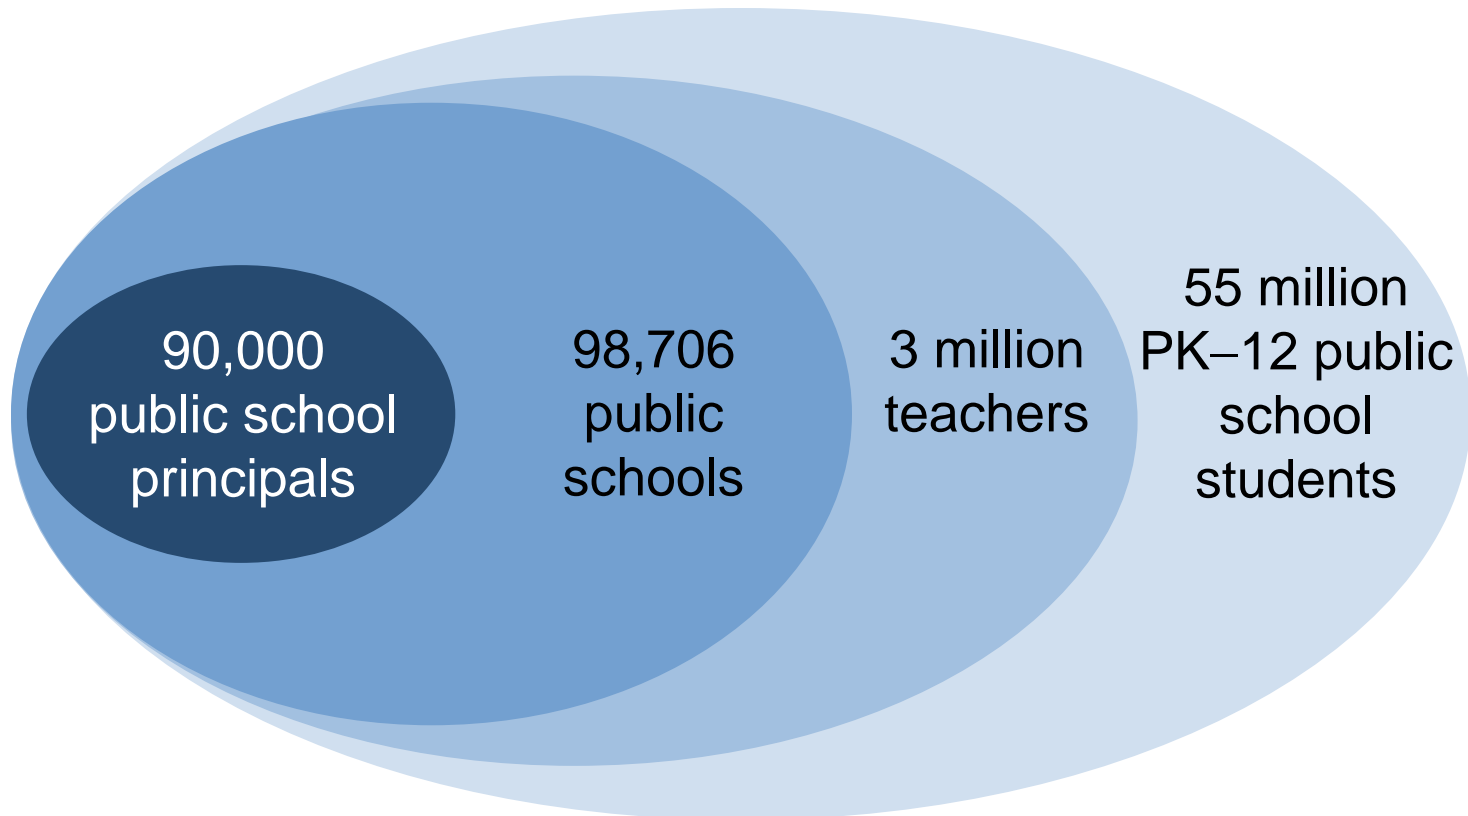 90,000
public school
principals
98,706
public
schools
3 million
teachers
55 million
PK–12 public
school
students